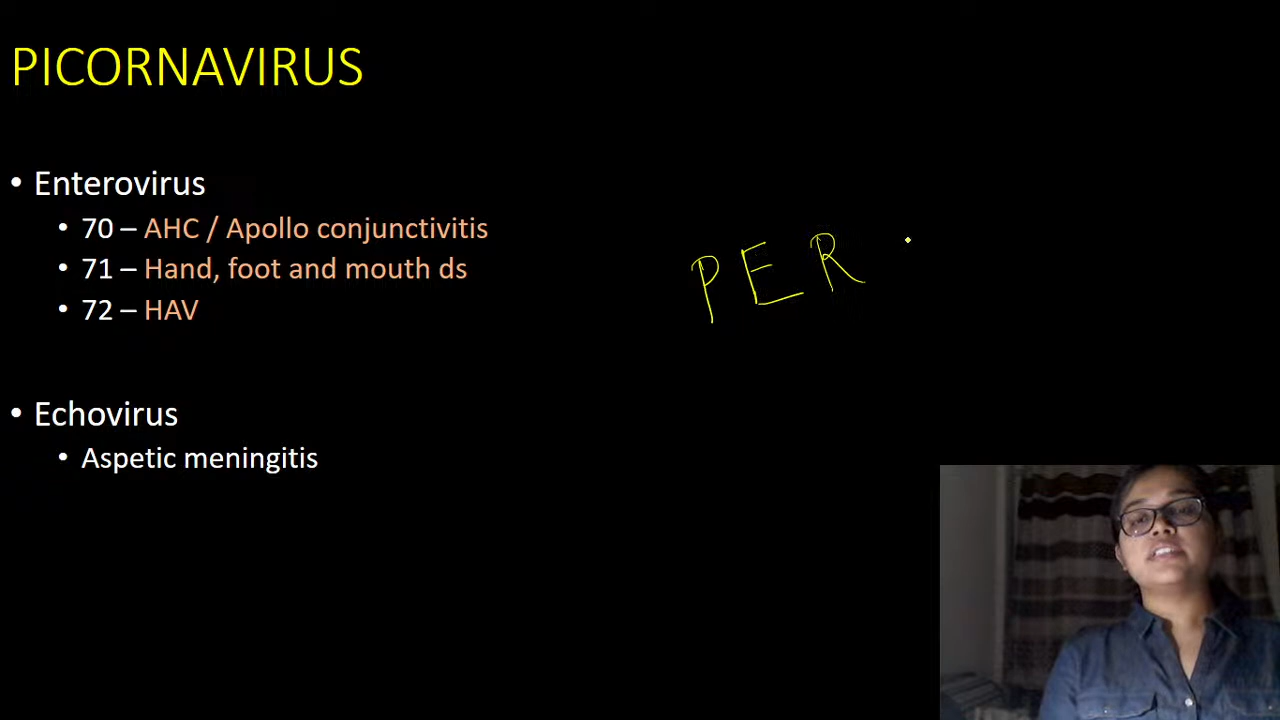 PICORNAVIRUS
• Enterovirus
• 70 – AHC / Apollo conjunctivitis
• 71 – Hand, foot and mouth ds
• 72 – HAV
PER
• Echovirus
• Aspetic meningitis